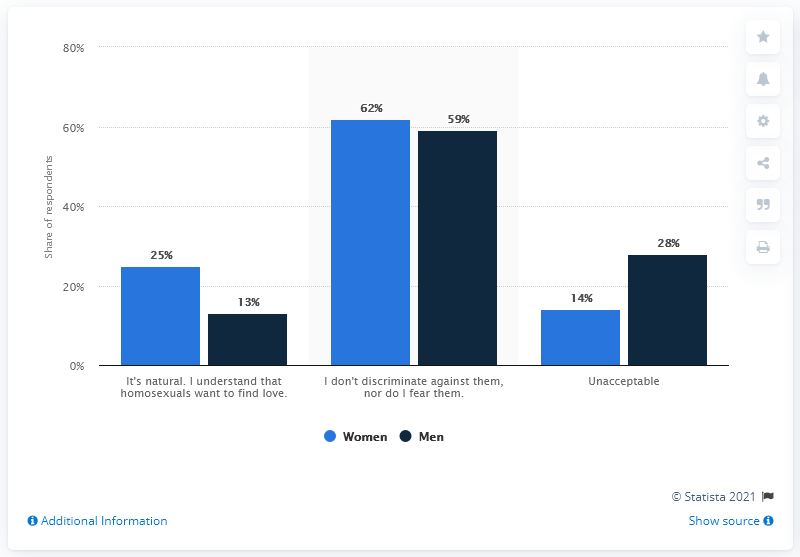 80%
60%
40%
20%
0%
Share of respondents
25%
13%
62%
59%
14%
28%
It's natural. I understand that
homosexuals want to find love.
I don't discriminate against them,
nor do I fear them.
Unacceptable
Women
Men
© Statista 2021
Additional Information
Show source